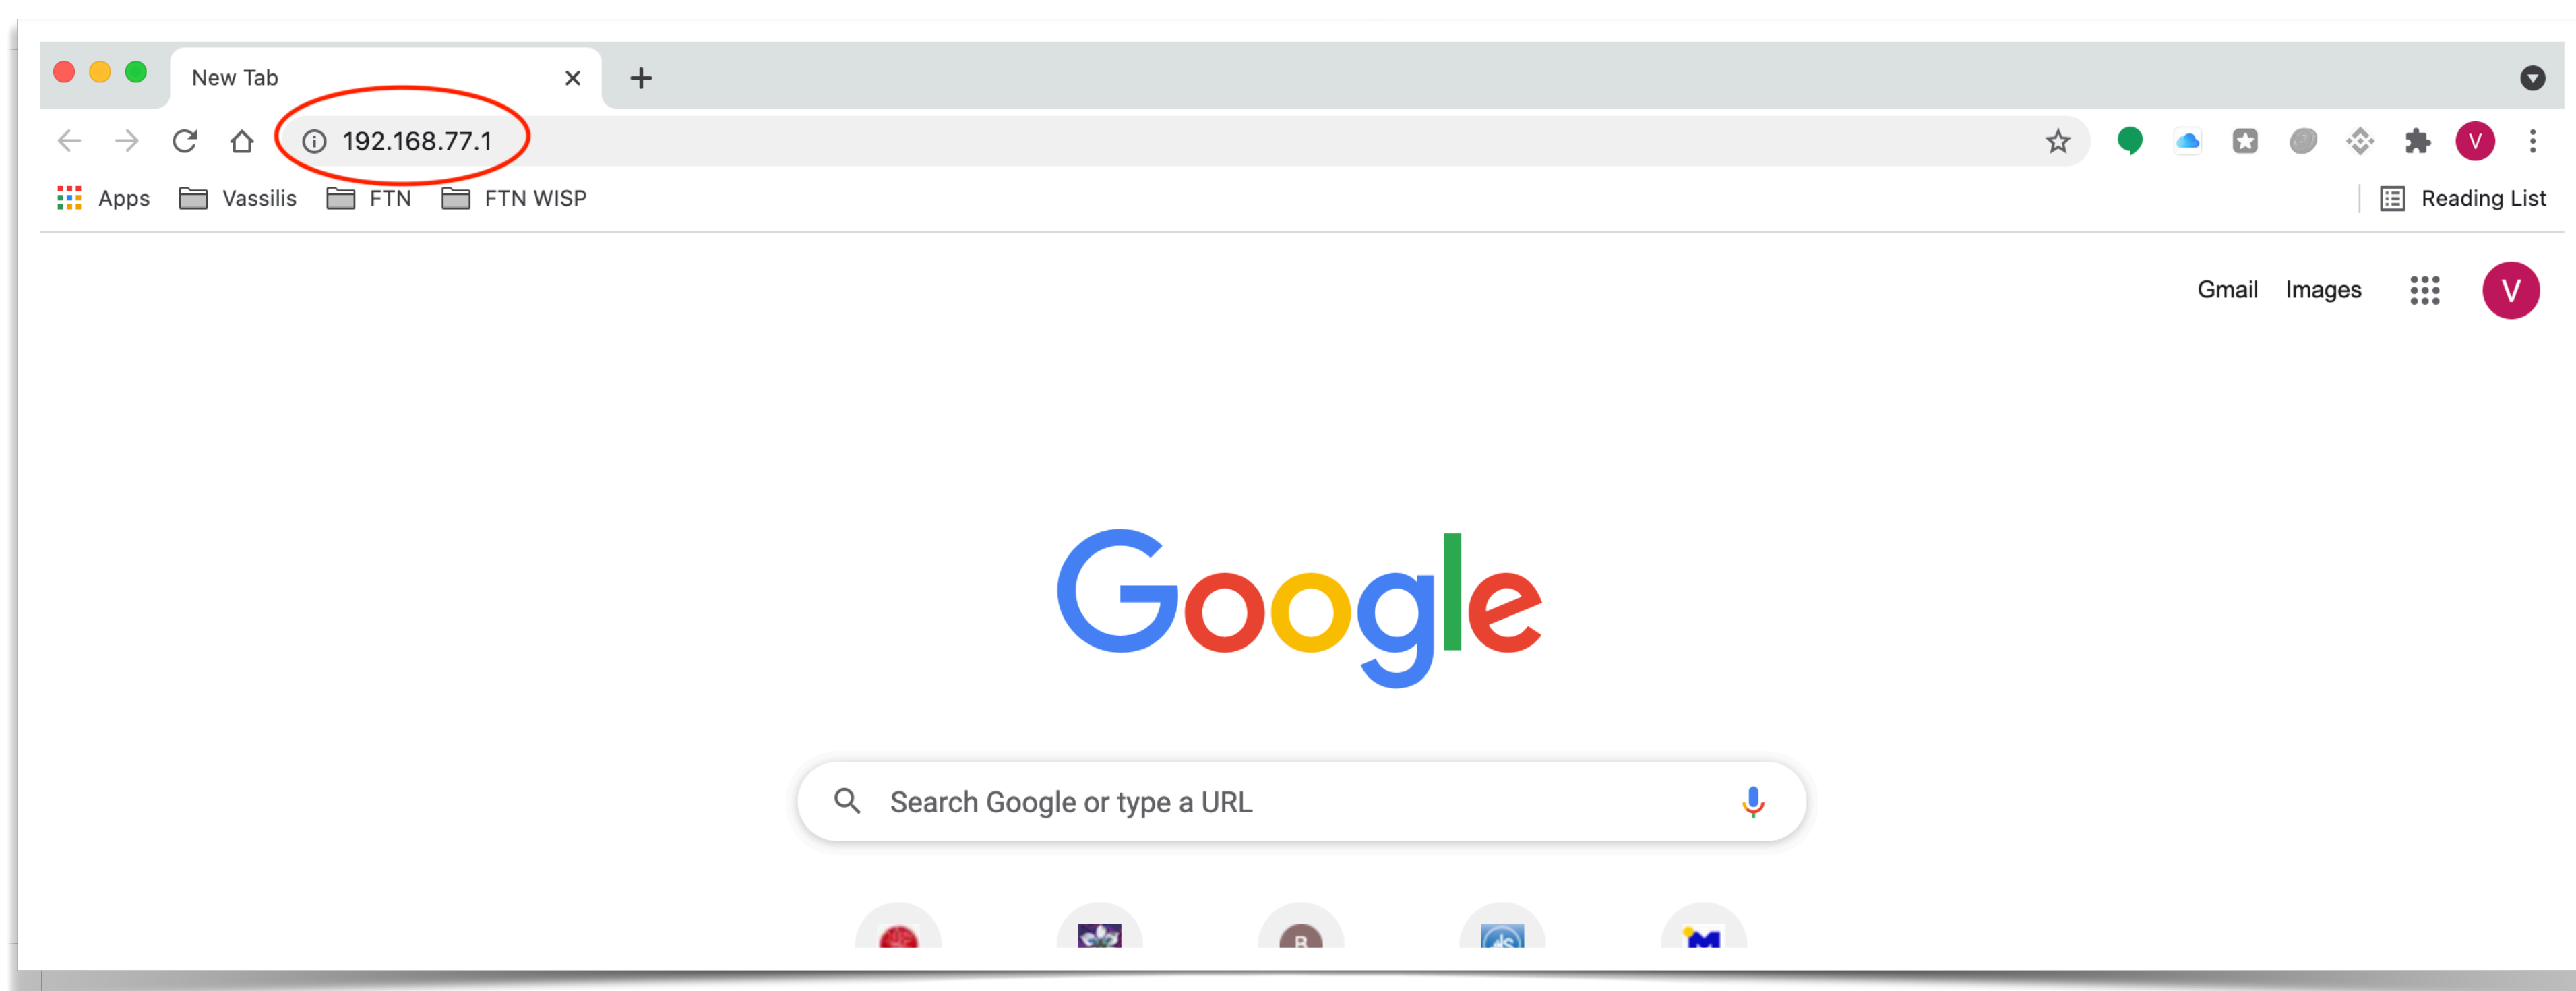 New Tab
192.168.77.1
Apps Vassilis FTN FTN WISP Reading List
Gmail Images V
V
Google
Search Google or type a URL
B